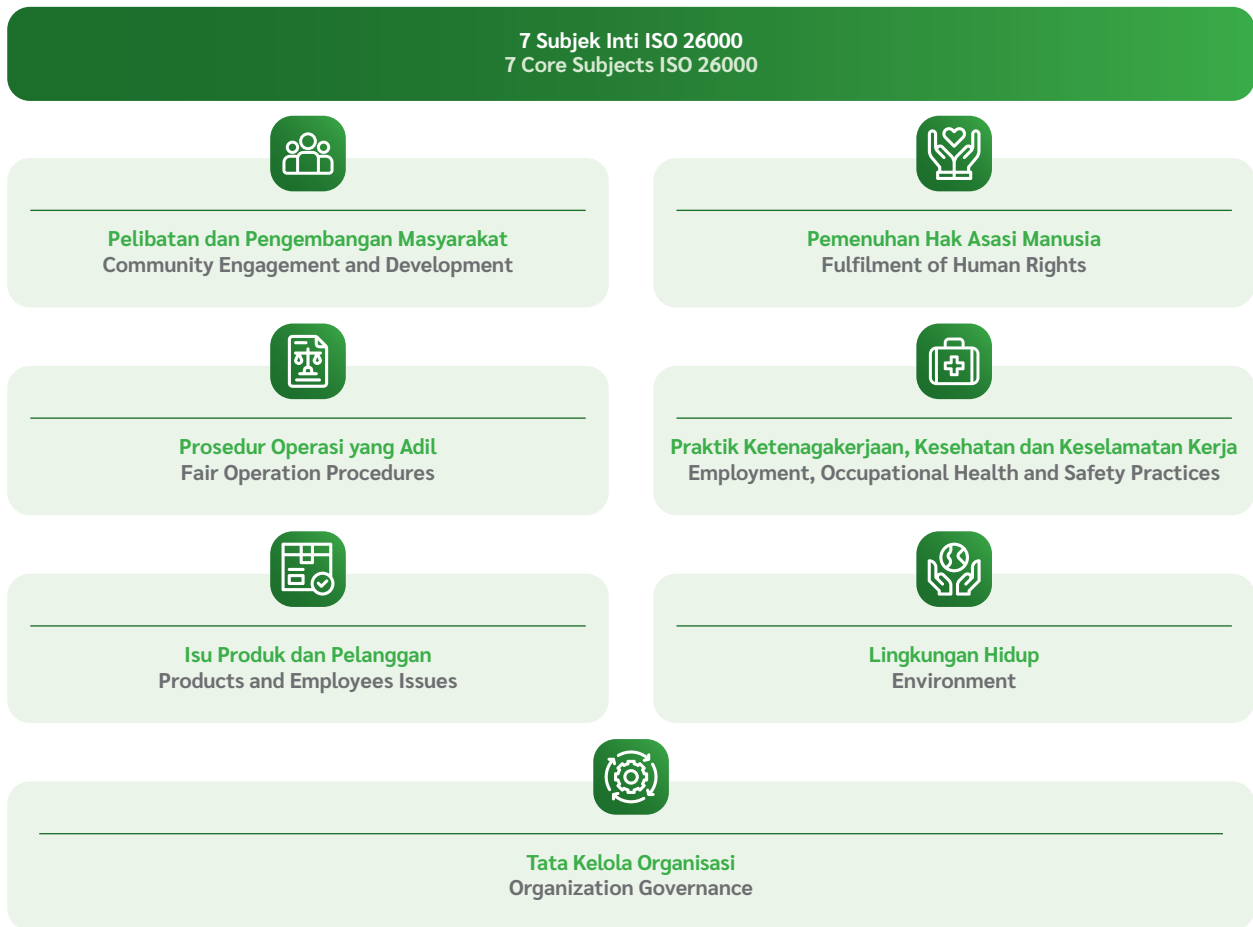 7 Subjek Inti ISO 26000
7 Core Subjects ISO 26000
Pelibatan dan Pengembangan Masyarakat
Community Engagement and Development
Pemenuhan Hak Asasi Manusia
Fulfilment of Human Rights
Prosedur Operasi yang Adil
Fair Operation Procedures
Praktik Ketenagakerjaan, Kesehatan dan Keselamatan Kerja
Employment, Occupational Health and Safety Practices
Isu Produk dan Pelanggan
Products and Employees Issues
Lingkungan Hidup
Environment
Tata Kelola Organisasi
Organization Governance